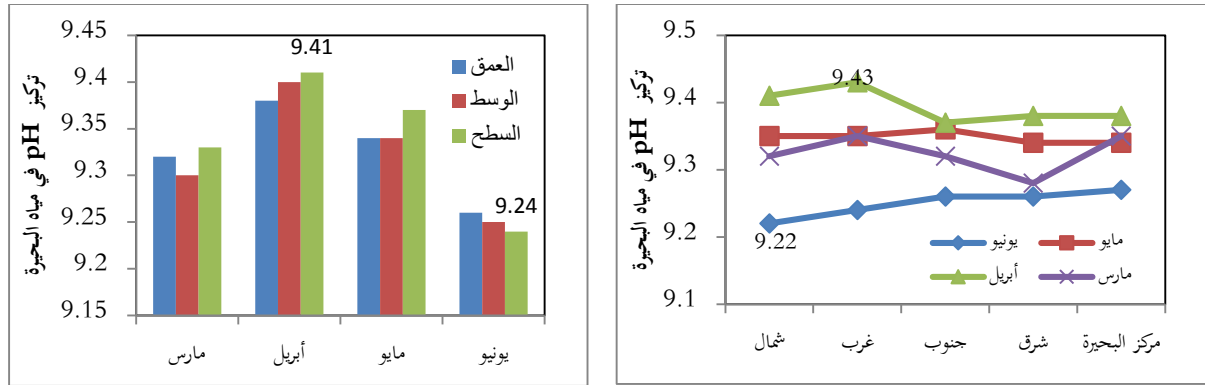 تركيز pH في مياه البحيرة
9.45
9.4
9.35
9.3
9.25
9.2
9.15
9.41
9.24
العمق
الوسط
السطح
مارس
أبريل
مايو
يونيو
تركيز pH في مياه البحيرة
9.5
9.4
9.3
9.2
9.1
9.43
9.22
يونيو
مايو
أبريل
مارس
شمال
غرب
جنوب
شرق
مركز البحيرة